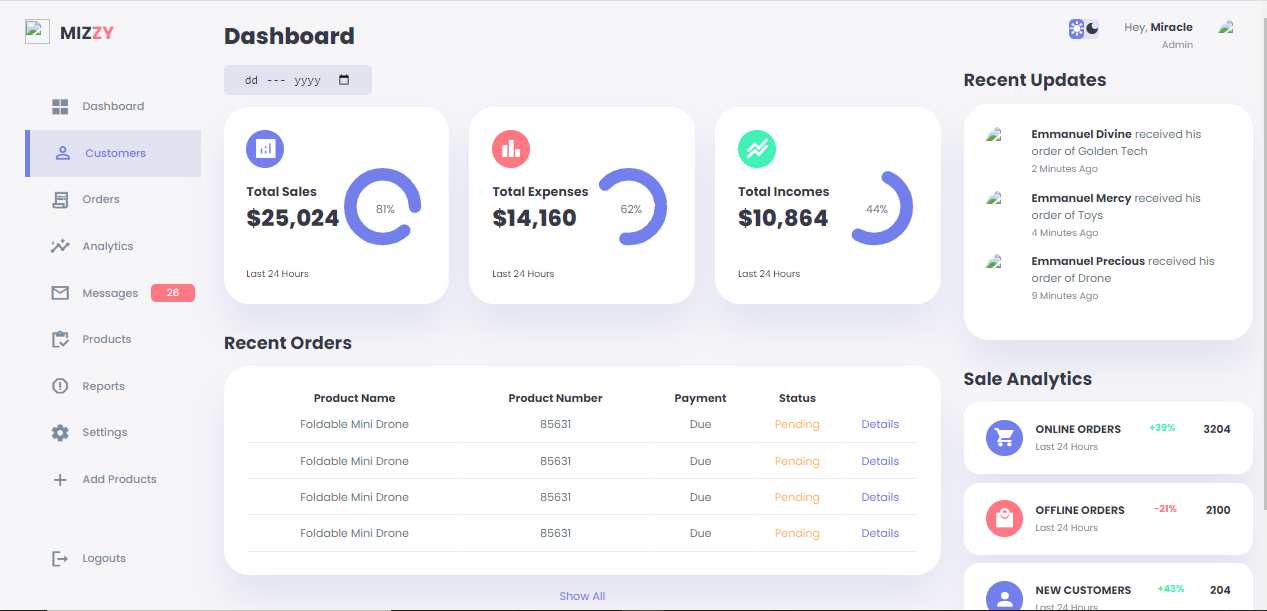 MIZZY
Dashboard
Customers
Orders
Analytics
Messages 26
Products
Reports
Settings
Add Products
Logouts
Dashboard
dd --- yyyy
Total Sales
$25,024
81%
Last 24 Hours
Total Expenses
$14,160
62%
Last 24 Hours
Total Incomes
$10,864
44%
Last 24 Hours
Recent Orders
Product Name Product Number Payment Status
Foldable Mini Drone 85631 Due Pending Details
Foldable Mini Drone 85631 Due Pending Details
Foldable Mini Drone 85631 Due Pending Details
Foldable Mini Drone 85631 Due Pending Details
Show All
Hey, Miracle
Admin
Recent Updates
Emmanuel Divine received his
order of Golden Tech
2 Minutes Ago
Emmanuel Mercy received his
order of Toys
4 Minutes Ago
Emmanuel Precious received his
order of Drone
9 Minutes Ago
Sale Analytics
ONLINE ORDERS +39% 3204
Last 24 Hours
OFFLINE ORDERS -21% 2100
Last 24 Hours
NEW CUSTOMERS +43% 204
Last 24 Hours